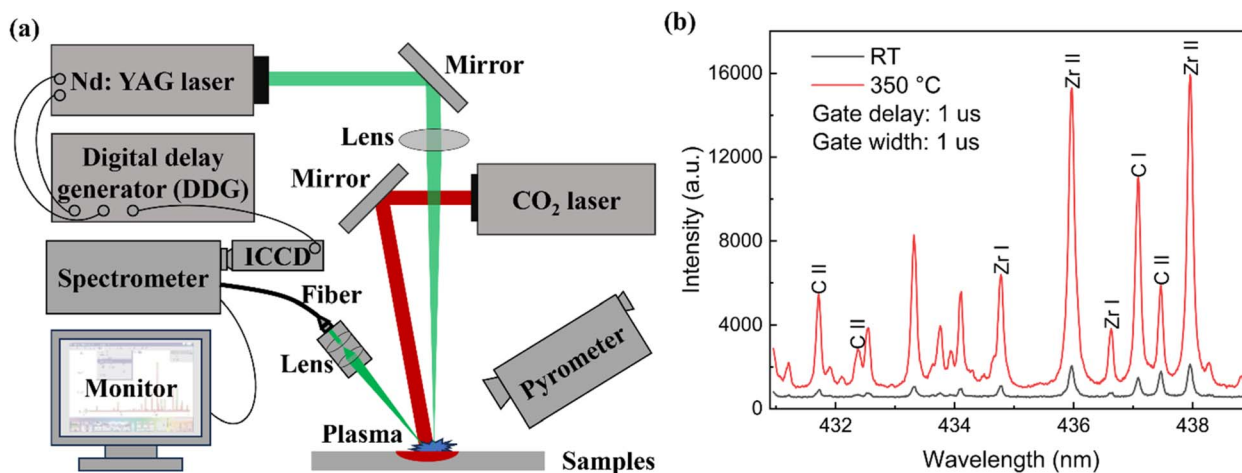 (a)
Nd: YAG laser
Mirror
Lens
Digital delay
generator (DDG)
Mirror
CO₂ laser
ICCD
Spectrometer
Fiber
Lens
Pyrometer
Monitor
Plasma
Samples
(b)
RT
350 °C
Gate delay: 1 us
Gate width: 1 us
C II
C II
Zr I
Zr II
Zr I
C I
C II
Zr II
16000
12000
8000
4000
0
Intensity (a.u.)
432
434
436
438
Wavelength (nm)